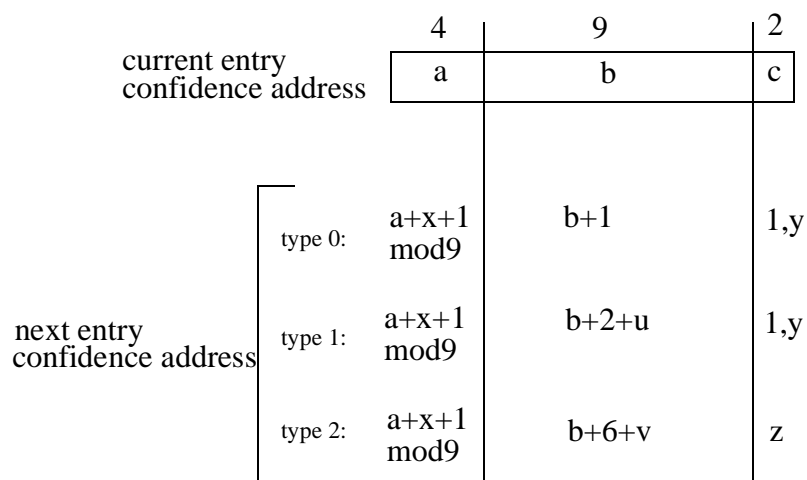 4 9 2
current entry
confidence address
a b c
type 0:
a+x+1
mod9
b+1
1,y
next entry
confidence address
type 1:
a+x+1
mod9
b+2+u
1,y
type 2:
a+x+1
mod9
b+6+v
z